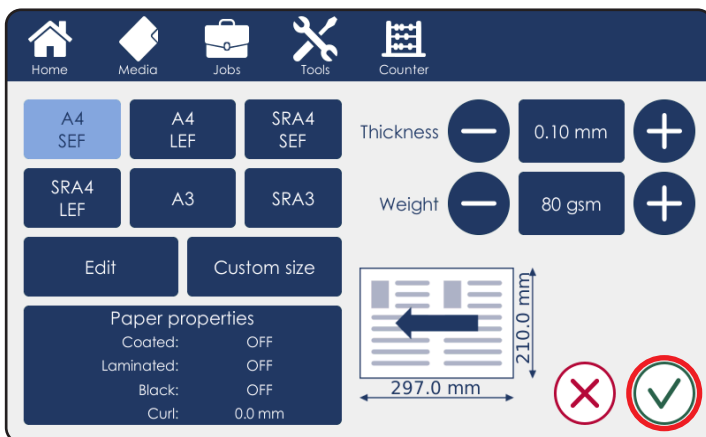 Home Media Jobs Tools Counter
A4
SEF
A4
LEF
SRA4
SEF
Thickness 0.10 mm
SRA4
LEF
A3
SRA3
Weight 80 gsm
Edit
Custom size
Paper properties
Coated: OFF
Laminated: OFF
Black: OFF
Curl: 0.0 mm
210.0 mm
297.0 mm